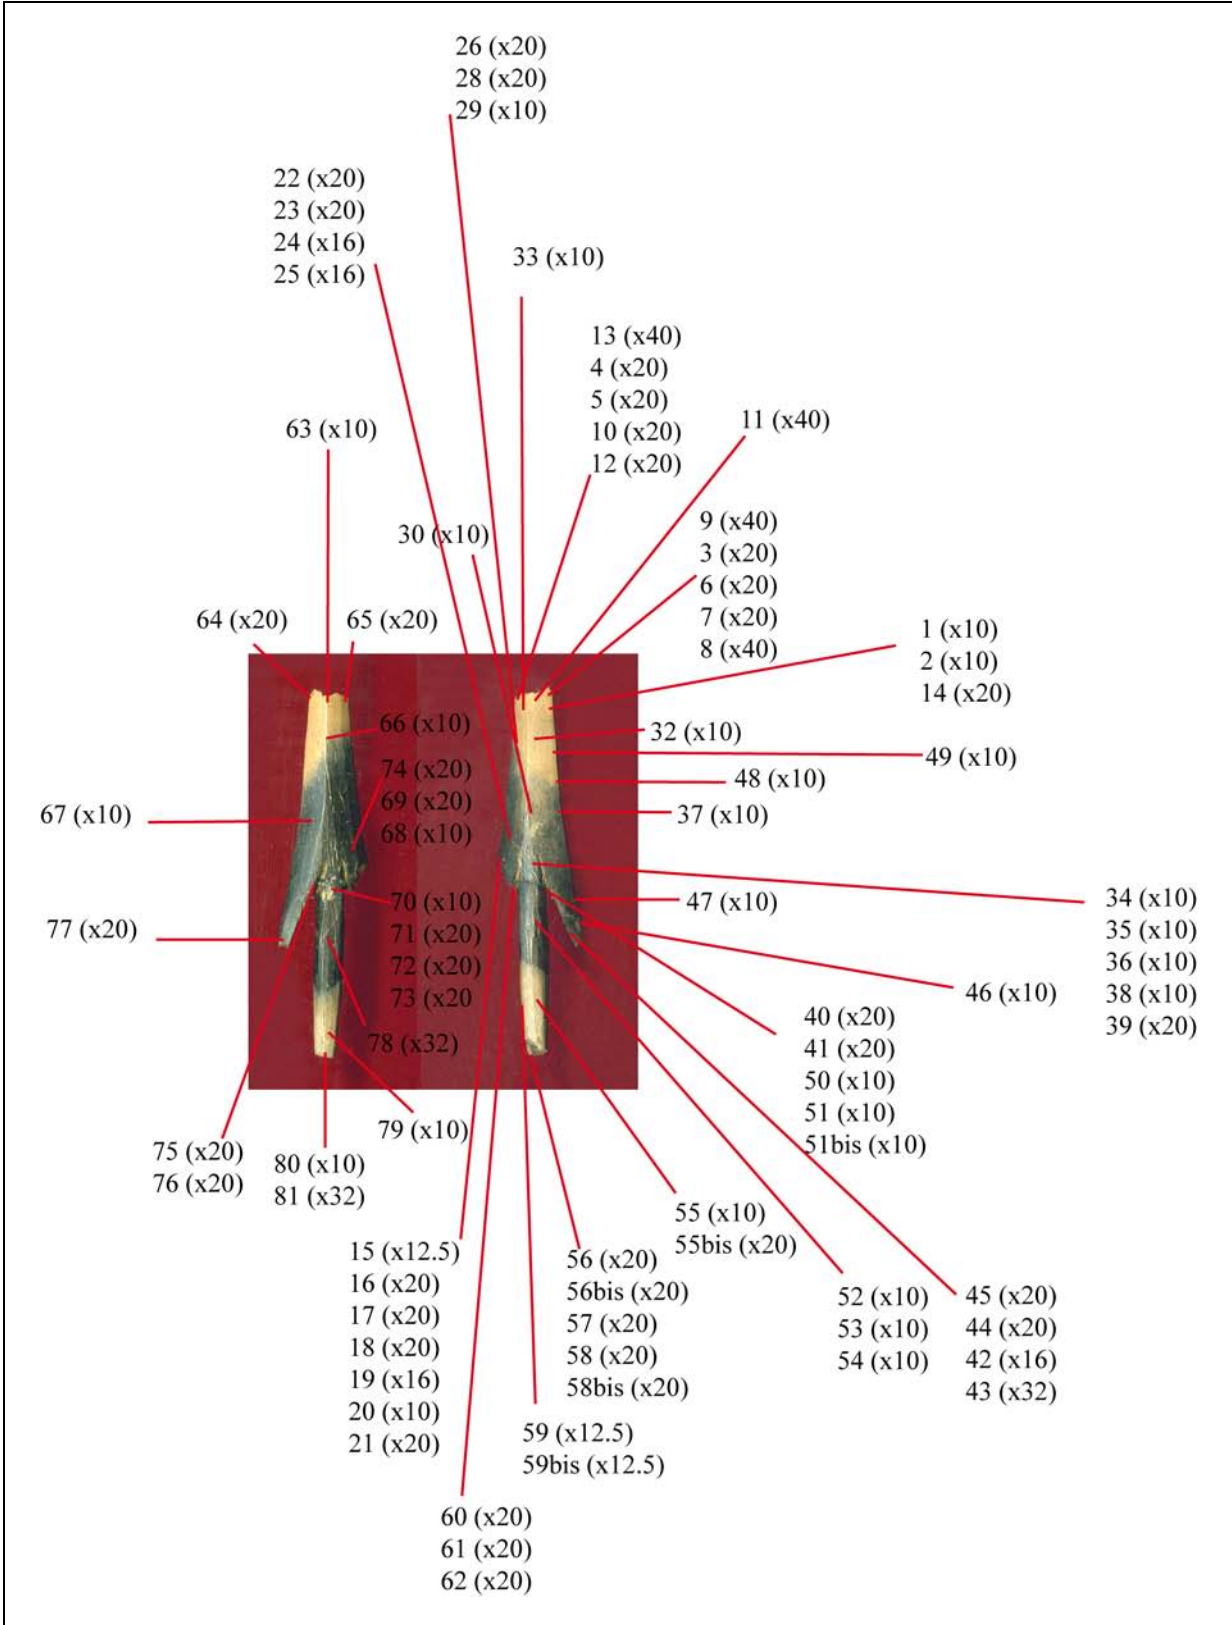 26 (x20)
28 (x20)
29 (x10)
22 (x20)
23 (x20)
24 (x16)
25 (x16)
33 (x10)
13 (x40)
4 (x20)
5 (x20)
10 (x20)
12 (x20)
11 (x40)
63 (x10)
30 (x10)
9 (x40)
3 (x20)
6 (x20)
7 (x20)
8 (x40)
64 (x20)
65 (x20)
1 (x10)
2 (x10)
14 (x20)
66 (x10)
32 (x10)
49 (x10)
74 (x20)
69 (x20)
68 (x10)
48 (x10)
67 (x10)
37 (x10)
70 (x10)
71 (x20)
72 (x20)
73 (x20
47 (x10)
34 (x10)
35 (x10)
36 (x10)
38 (x10)
39 (x20)
77 (x20)
46 (x10)
40 (x20)
41 (x20)
50 (x10)
51 (x10)
51bis (x10)
78 (x32)
79 (x10)
75 (x20)
76 (x20)
80 (x10)
81 (x32)
55 (x10)
55bis (x20)
15 (x12.5)
16 (x20)
17 (x20)
18 (x20)
19 (x16)
20 (x10)
21 (x20)
56 (x20)
56bis (x20)
57 (x20)
58 (x20)
58bis (x20)
52 (x10)
53 (x10)
54 (x10)
45 (x20)
44 (x20)
42 (x16)
43 (x32)
59 (x12.5)
59bis (x12.5)
60 (x20)
61 (x20)
62 (x20)